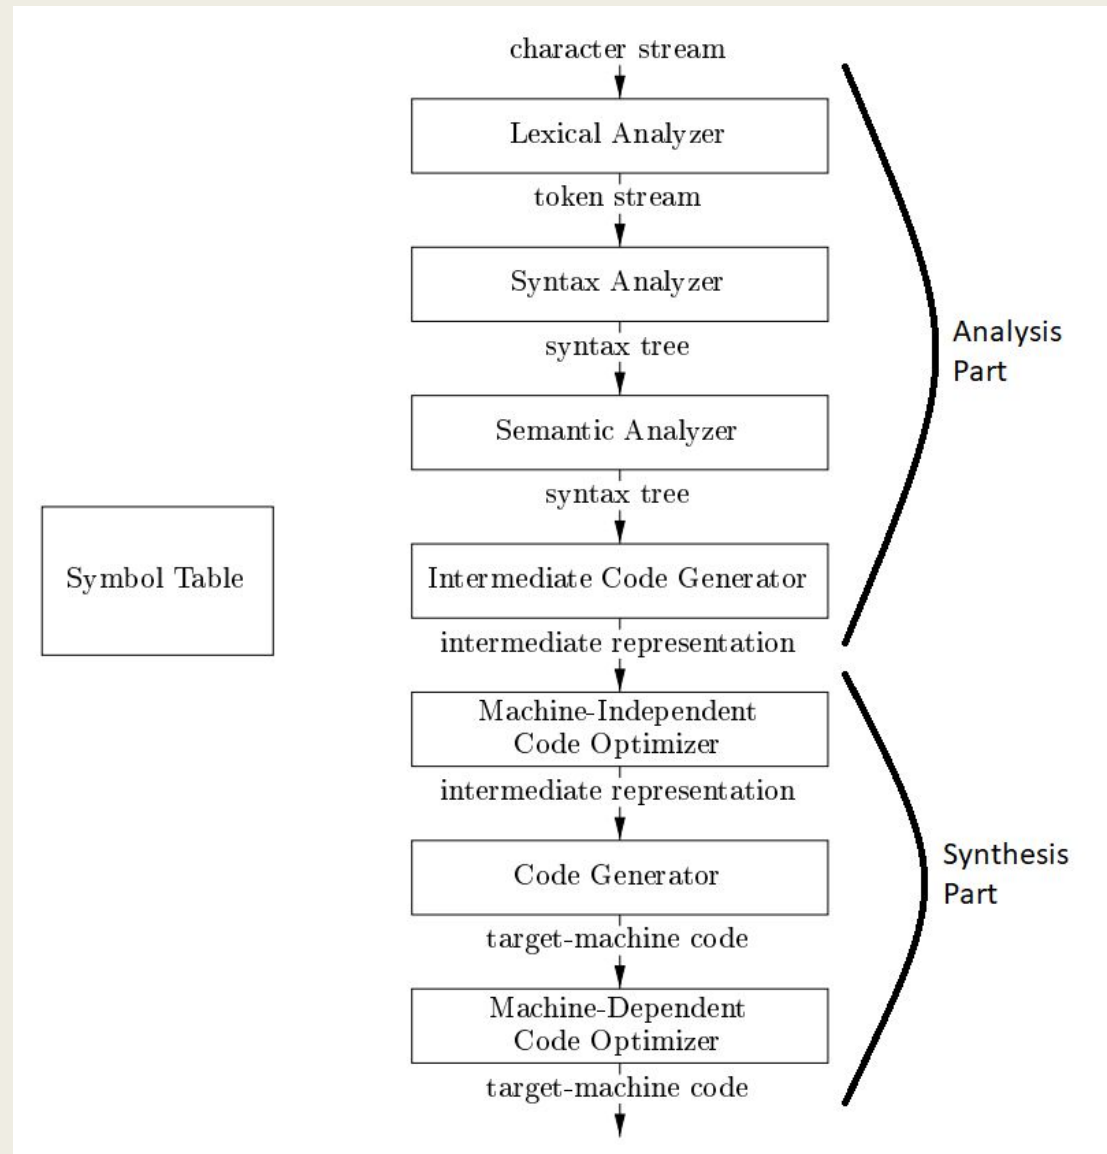 character stream
Lexical Analyzer
token stream
Syntax Analyzer
syntax tree
Analysis
Part
Semantic Analyzer
syntax tree
Symbol Table
Intermediate Code Generator
intermediate representation
Machine-Independent
Code Optimizer
intermediate representation
Synthesis
Part
Code Generator
target-machine code
Machine-Dependent
Code Optimizer
target-machine code